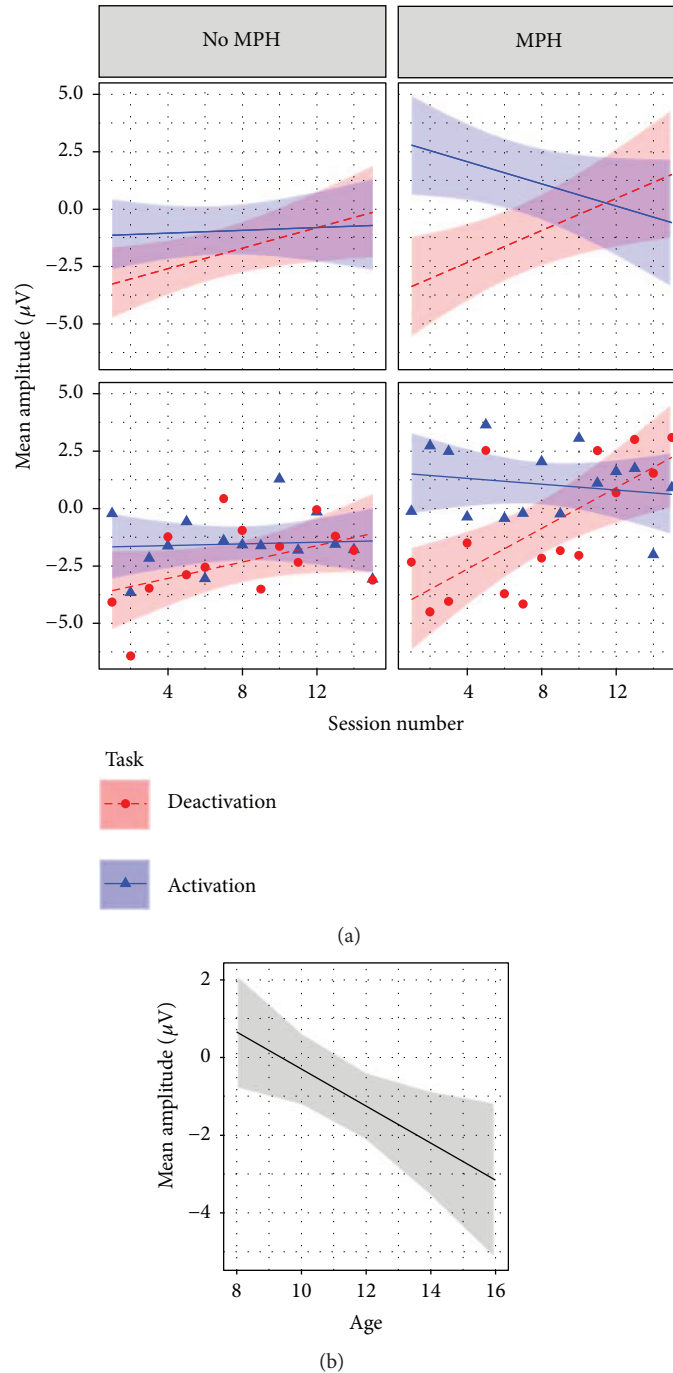 No MPH
MPH
5.0
2.5
0.0
−2.5
−5.0
5.0
2.5
0.0
−2.5
−5.0
Mean amplitude (μV)
4
8
12
4
8
12
Session number
Task
Deactivation
Activation
(a)
2
0
−2
−4
Mean amplitude (μV)
8
10
12
14
16
Age
(b)